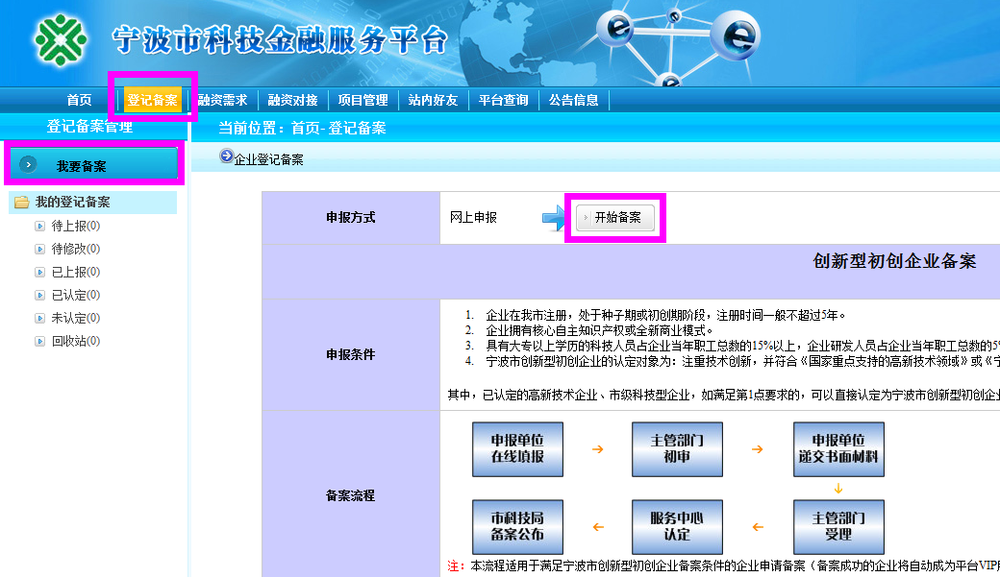 宁波市科技金融服务平台
首页 登记备案 融资需求 融资对接 项目管理 站内好友 平台查询 公告信息
登记备案管理
当前位置：首页- 登记备案
我要备案
企业登记备案
我的登记备案
待上报(0)
待修改(0)
已上报(0)
已认定(0)
未认定(0)
回收站(0)
申报方式 网上申报 开始备案
创新型初创企业备案
申报条件
1. 企业在我市注册，处于种子期或初创期阶段，注册时间一般不超过5年。
2. 企业拥有核心自主知识产权或全新商业模式。
3. 具有大专以上学历的科技人员占企业当年职工总数的15%以上，企业研发人员占企业当年职工总数的5%
4. 宁波市创新型初创企业的认定对象为：注重技术创新，并符合《国家重点支持的高新技术领域》或《宁
其中，已认定的高新技术企业、市级科技型企业，如满足第1点要求的，可以直接认定为宁波市创新型初创企业
备案流程
申报单位
在线填报
主管部门
初审
申报单位
递交书面材料
市科技局
备案公布
服务中心
认定
主管部门
受理
注：本流程适用于满足宁波市创新型初创企业备案条件的企业申请备案（备案成功的企业将自动成为平台VIP